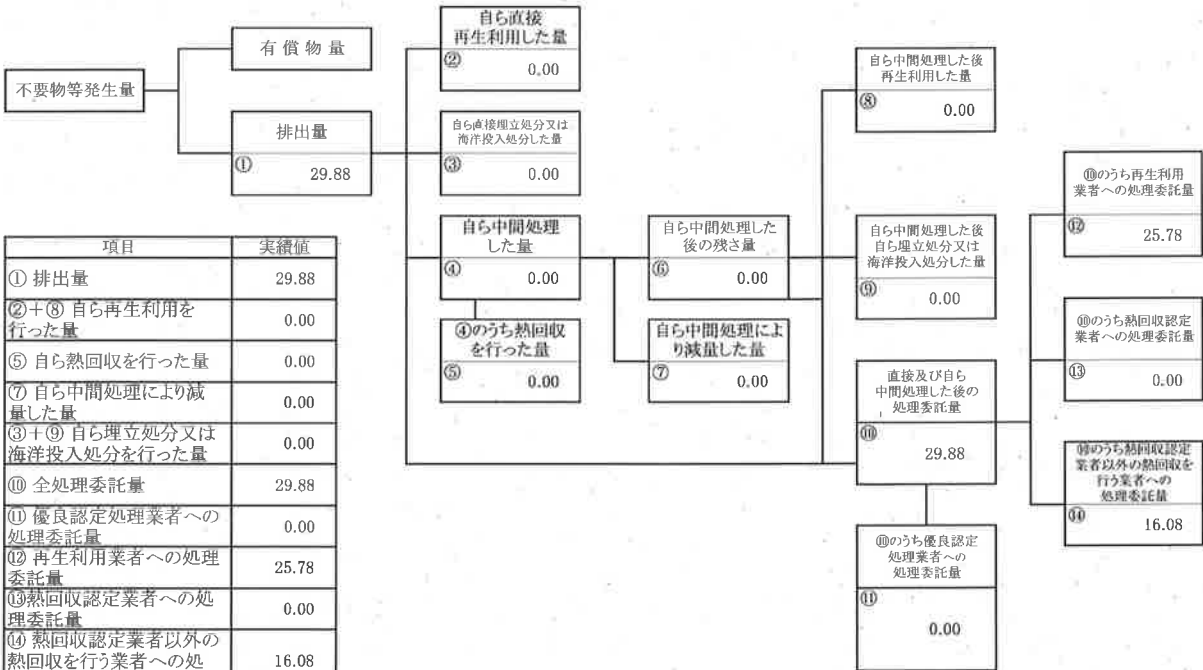 不要物等発生量
有 償 物 量
排出量
①
29.88
自ら直接
再生利用した量
②
0.00
自ら直接埋立処分又は
海洋投入処分した量
③
0.00
自ら中間処理
した量
④
0.00
④のうち熱回収
を行った量
⑤
0.00
自ら中間処理した
後の残さ量
⑥
0.00
自ら中間処理によ
り減量した量
⑦
0.00
自ら中間処理した後
再生利用した量
⑧
0.00
自ら中間処理した後
自ら埋立処分又は
海洋投入処分した量
⑨
0.00
直接及び自ら
中間処理した後の
処理委託量
⑩
29.88
⑩のうち優良認定
処理業者への
処理委託量
⑪
0.00
⑩のうち再生利用
業者への処理委託量
⑫
25.78
⑩のうち熱回収認定
業者への処理委託量
⑬
0.00
⑩のうち熱回収認定
業者以外の熱回収を
行う業者への
処理委託量
⑭
16.08
項目 実績値
① 排出量 29.88
②+⑧ 自ら再生利用を
行った量 0.00
⑤ 自ら熱回収を行った量 0.00
⑦ 自ら中間処理により減
量した量 0.00
③+⑨ 自ら埋立処分又は
海洋投入処分を行った量 0.00
⑩ 全処理委託量 29.88
⑪ 優良認定処理業者への
処理委託量 0.00
⑫ 再生利用業者への処理
委託量 25.78
⑬熱回収認定業者への処
理委託量 0.00
⑭ 熱回収認定業者以外の
熱回収を行う業者への処 16.08